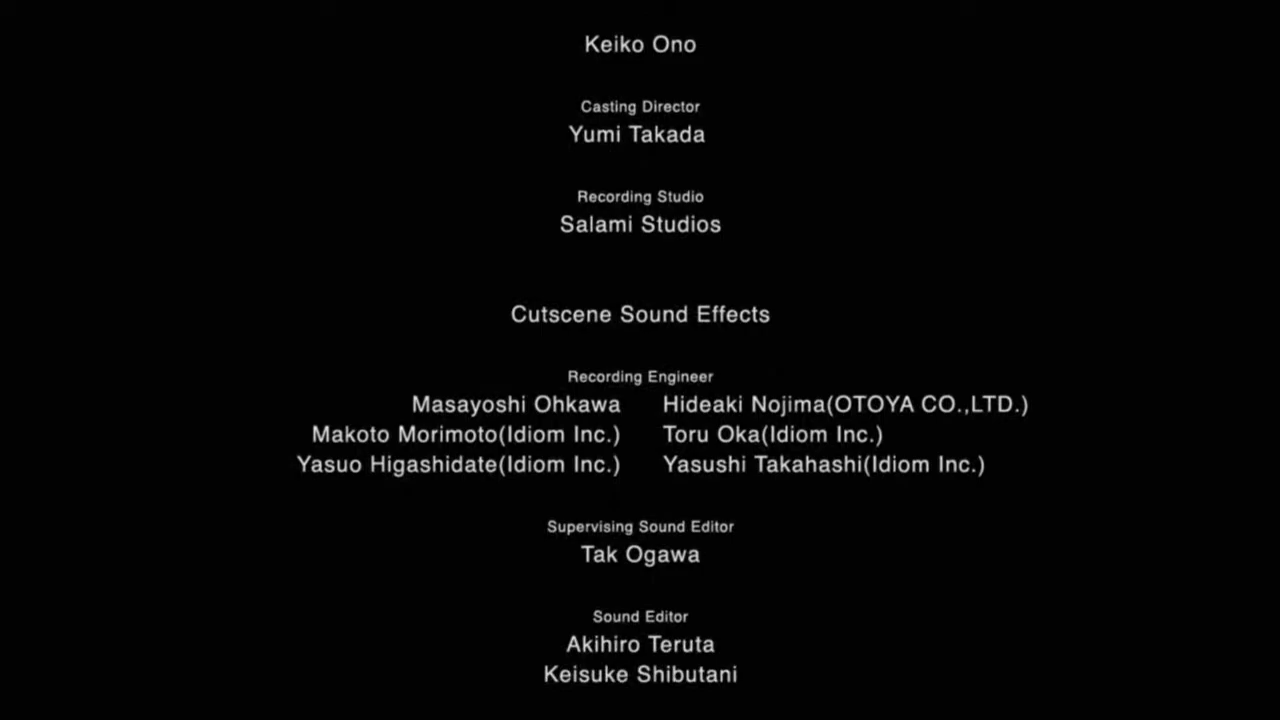 Keiko Ono
Casting Director
Yumi Takada
Recording Studio
Salami Studios
Cutscene Sound Effects
Recording Engineer
Masayoshi Ohkawa Hideaki Nojima(OTOYA CO.,LTD.)
Makoto Morimoto(Idiom Inc.) Toru Oka(Idiom Inc.)
Yasuo Higashidate(Idiom Inc.) Yasushi Takahashi(Idiom Inc.)
Supervising Sound Editor
Tak Ogawa
Sound Editor
Akihiro Teruta
Keisuke Shibutani